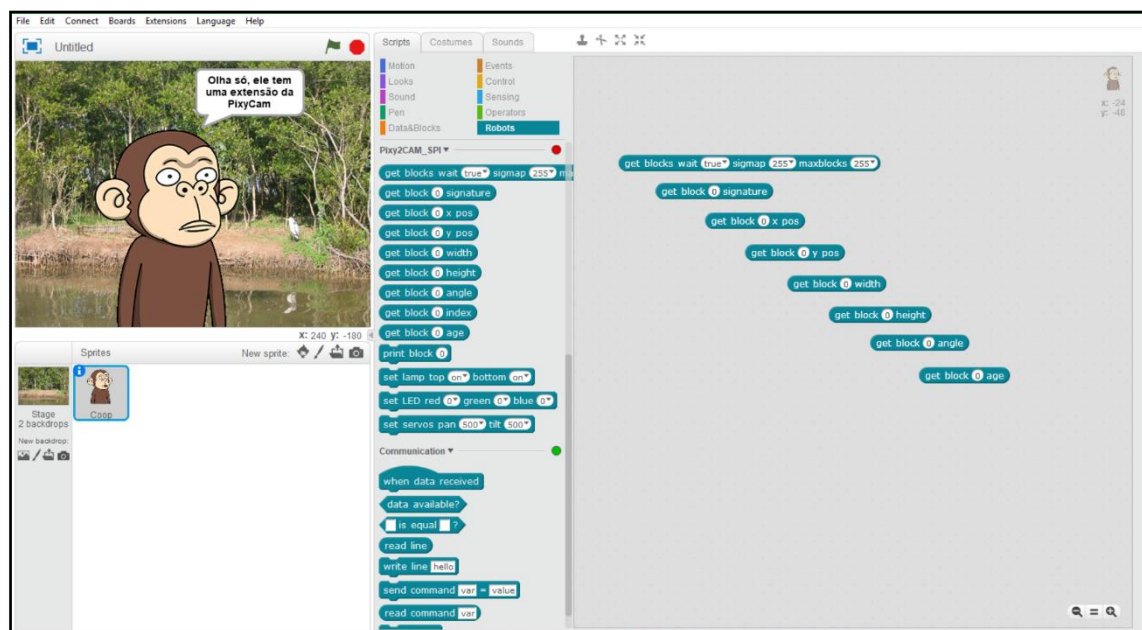 File Edit Connect Boards Extensions Language Help
Untitled
Olha só, ele tem
uma extensão da
PixyCam
x: 240 y: -180
Sprites
New sprite:
Stage
2 backdrops
New backdrop:
Coop
Scripts Costumes Sounds
Motion Events
Looks Control
Sound Sensing
Pen Operators
Data&Blocks Robots
Pixy2CAM_SPI
get blocks wait true sigmap 255 ma
get block 0 signature
get block 0 x pos
get block 0 y pos
get block 0 width
get block 0 height
get block 0 angle
get block 0 index
get block 0 age
print block 0
set lamp top on bottom on
set LED red 0 green 0 blue 0
set servos pan 500 tilt 500
Communication
when data received
data available?
is equal ?
read line
write line hello
send command var = value
read command var
x: -24
y: -48
get blocks wait true sigmap 255 maxblocks 255
get block 0 signature
get block 0 x pos
get block 0 y pos
get block 0 width
get block 0 height
get block 0 angle
get block 0 age